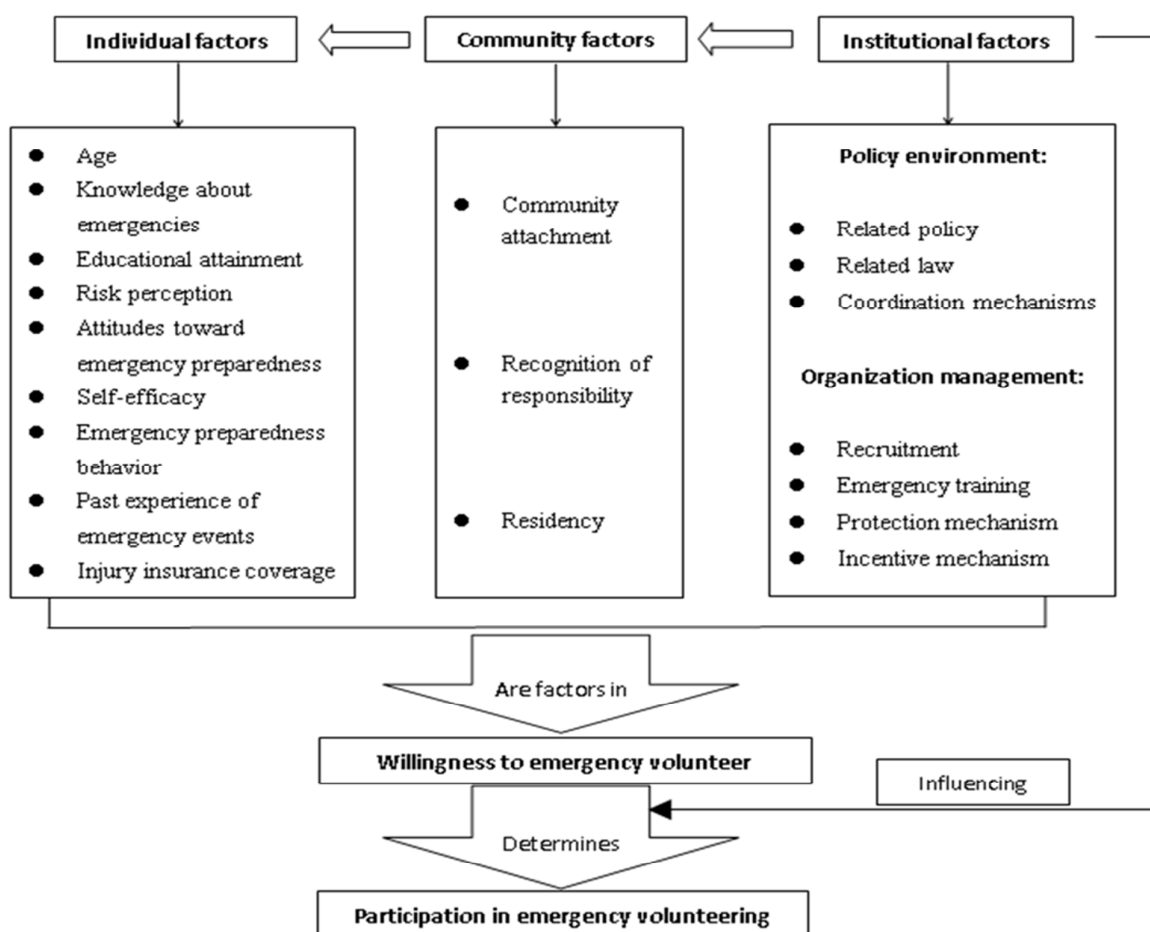 Individual factors
Community factors
Institutional factors
Age
Knowledge about
emergencies
Educational attainment
Risk perception
Attitudes toward
emergency preparedness
Self-efficacy
Emergency preparedness
behavior
Past experience of
emergency events
Injury insurance coverage
Community
attachment
Recognition of
responsibility
Residency
Policy environment:
Related policy
Related law
Coordination mechanisms
Organization management:
Recruitment
Emergency training
Protection mechanism
Incentive mechanism
Are factors in
Willingness to emergency volunteer
Influencing
Determines
Participation in emergency volunteering